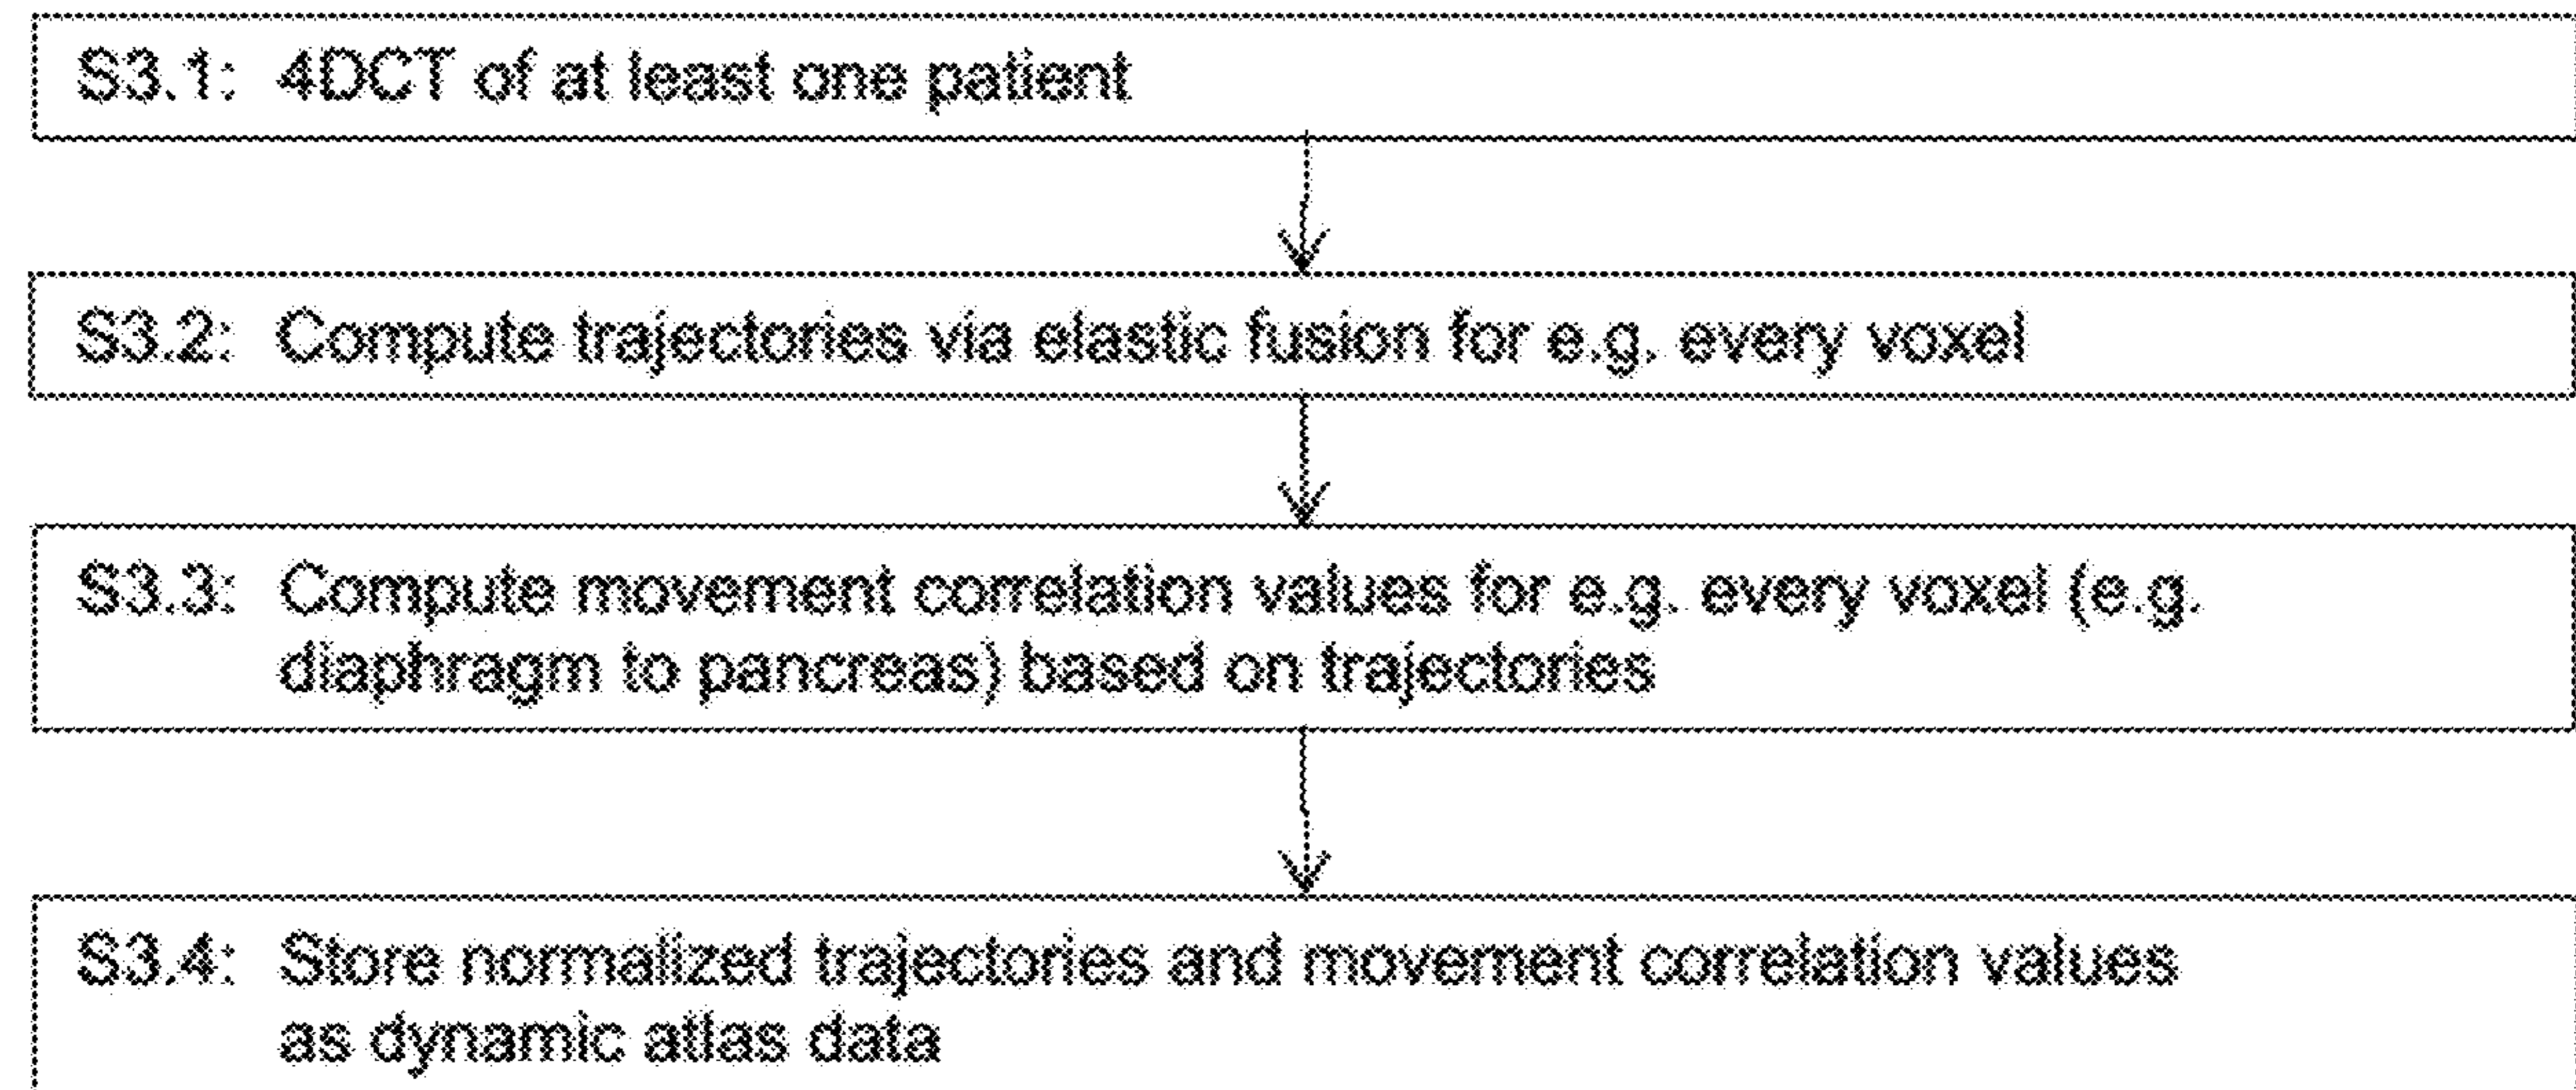 S3.1: 4DCT of at least one patient
S3.2: Compute trajectories via elastic fusion for e.g. every voxel
S3.3: Compute movement correlation values for e.g. every voxel (e.g.
diaphragm to pancreas) based on trajectories
S3.4: Store normalized trajectories and movement correlation values
as dynamic atlas data